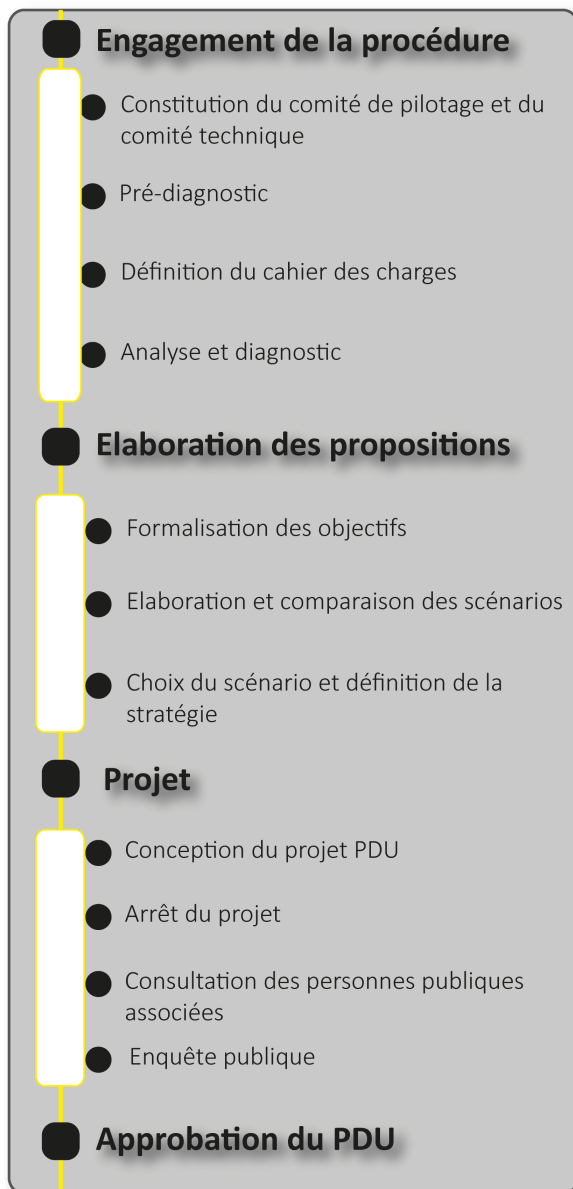 Engagement de la procédure
Constitution du comité de pilotage et du
comité technique
Pré-diagnostic
Définition du cahier des charges
Analyse et diagnostic
Elaboration des propositions
Formalisation des objectifs
Elaboration et comparaison des scénarios
Choix du scénario et définition de la
stratégie
Projet
Conception du projet PDU
Arrêt du projet
Consultation des personnes publiques
associées
Enquête publique
Approbation du PDU